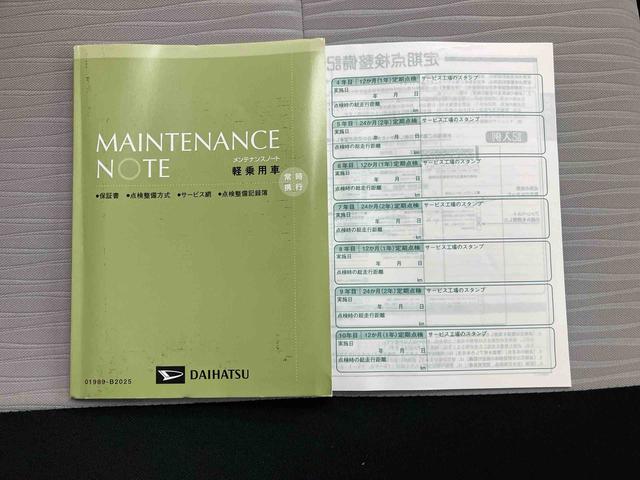 MAINTENANCE
NOTE
メンテナンスノート
軽乗用車
常時
携行
●保証書 ●点検整備方式 ●サービス網 ●点検整備記録簿
DAIHATSU
01989-B2025
定期点検整備記
記入例
4年目 12か月(1年)定期点検 サービス工場のスタンプ
実施日
年 月 日
点検時の総走行距離
km
5年目 24か月(2年)定期点検 サービス工場のスタンプ
実施日
年 月 日
点検時の総走行距離
km
6年目 12か月(1年)定期点検 サービス工場のスタンプ
実施日
年 月 日
点検時の総走行距離
km
7年目 24か月(2年)定期点検 サービス工場のスタンプ
実施日
年 月 日
点検時の総走行距離
km
8年目 12か月(1年)定期点検 サービス工場のスタンプ
実施日
年 月 日
点検時の総走行距離
km
9年目 24か月(2年)定期点検 サービス工場のスタンプ
実施日
年 月 日
点検時の総走行距離
km
10年目 12か月(1年)定期点検 サービス工場のスタンプ
実施日
年 月 日
点検時の総走行距離
km